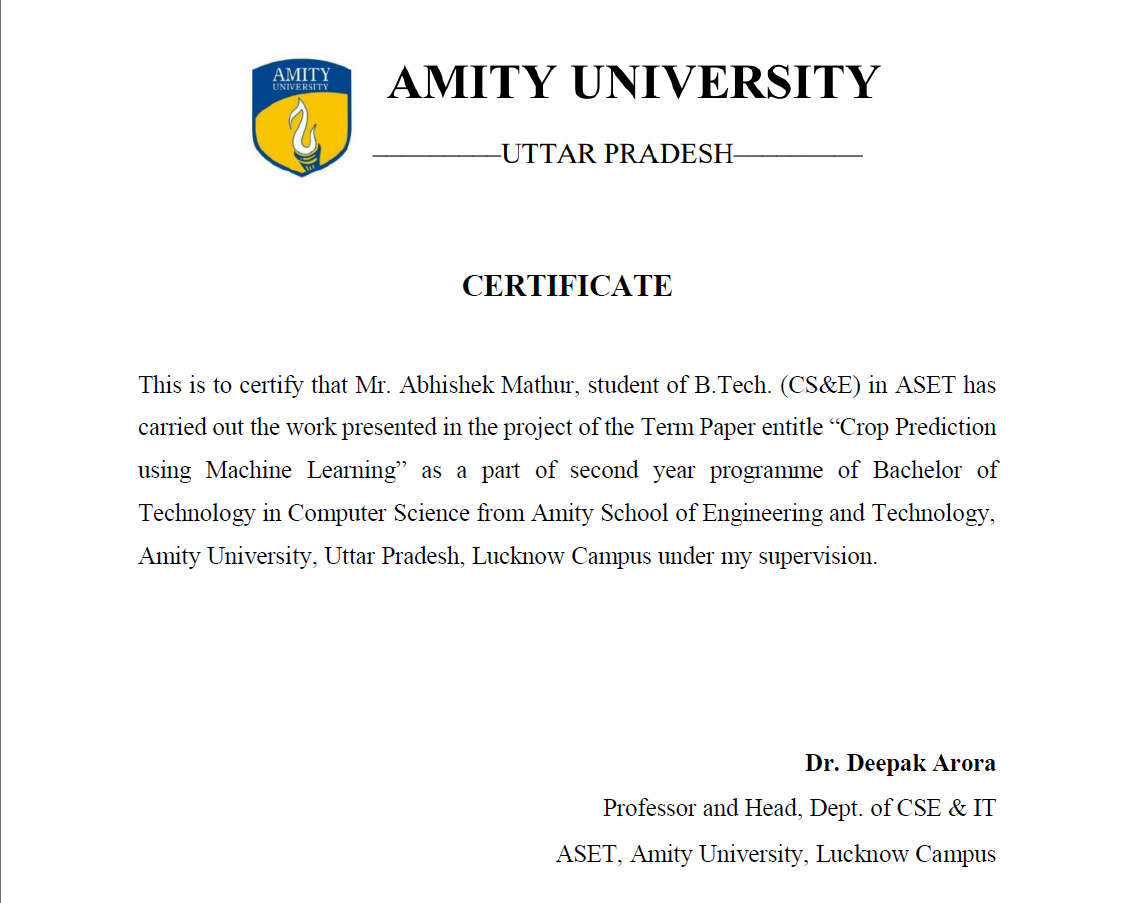 AMITY
UNIVERSITY
AMITY UNIVERSITY
—————UTTAR PRADESH—————
CERTIFICATE
This is to certify that Mr. Abhishek Mathur, student of B.Tech. (CS&E) in ASET has
carried out the work presented in the project of the Term Paper entitle “Crop Prediction
using Machine Learning” as a part of second year programme of Bachelor of
Technology in Computer Science from Amity School of Engineering and Technology,
Amity University, Uttar Pradesh, Lucknow Campus under my supervision.
Dr. Deepak Arora
Professor and Head, Dept. of CSE & IT
ASET, Amity University, Lucknow Campus